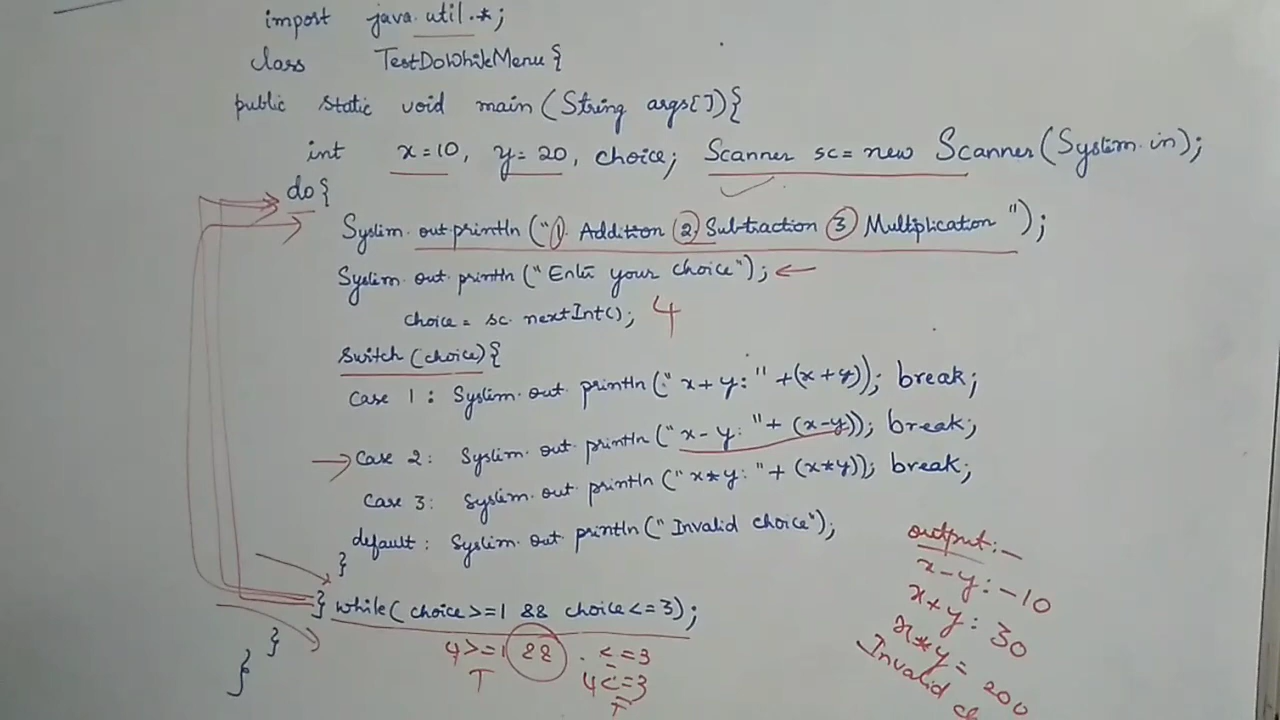 import java.util.*;
class TestDoWhileMenu{
public static void main(String args[]){
int x=10, y=20, choice; Scanner sc= new Scanner(System.in);
do{
System.out.println("1. Addition 2. Subtraction 3 Multiplication");
System.out.println("Enter your choice"); ←
choice= sc.nextInt(); 4
switch(choice){
case 1: System.out.println("x+y:"+(x+y)); break;
→ case 2: System.out.println("x-y:"+(x-y)); break;
case 3: System.out.println("x*y:"+(x*y)); break;
default: System.out.println("Invalid choice");
}
} while(choice>=1 && choice<=3);
}
}
4>=1 && . <=3
T 4<=3
output:-
x-y: -10
x+y: 30
x*y= 200
Invalid